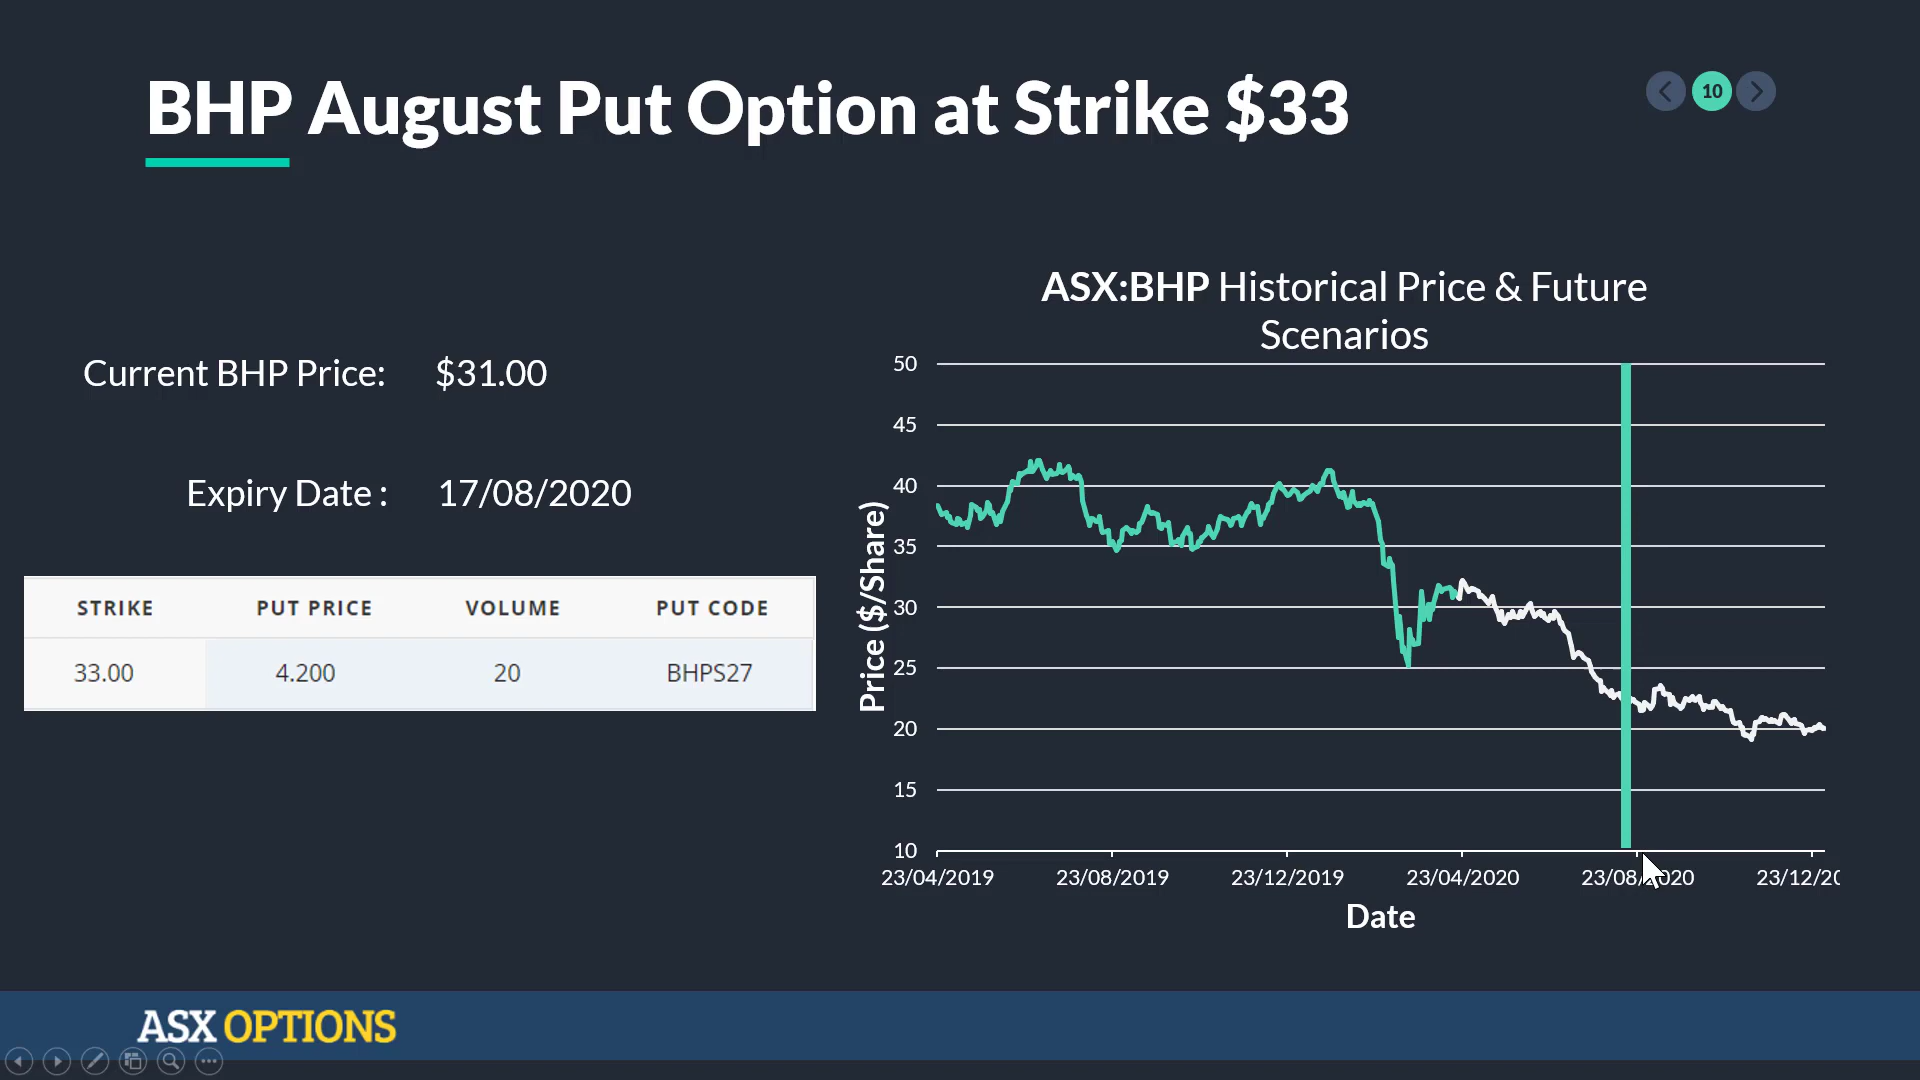 BHP August Put Option at Strike $33
10
Current BHP Price: $31.00
Expiry Date : 17/08/2020
STRIKE PUT PRICE VOLUME PUT CODE
33.00 4.200 20 BHPS27
ASX:BHP Historical Price & Future
Scenarios
Price ($/Share)
50
45
40
35
30
25
20
15
10
23/04/2019 23/08/2019 23/12/2019 23/04/2020 23/08/2020 23/12/20
Date
ASX OPTIONS